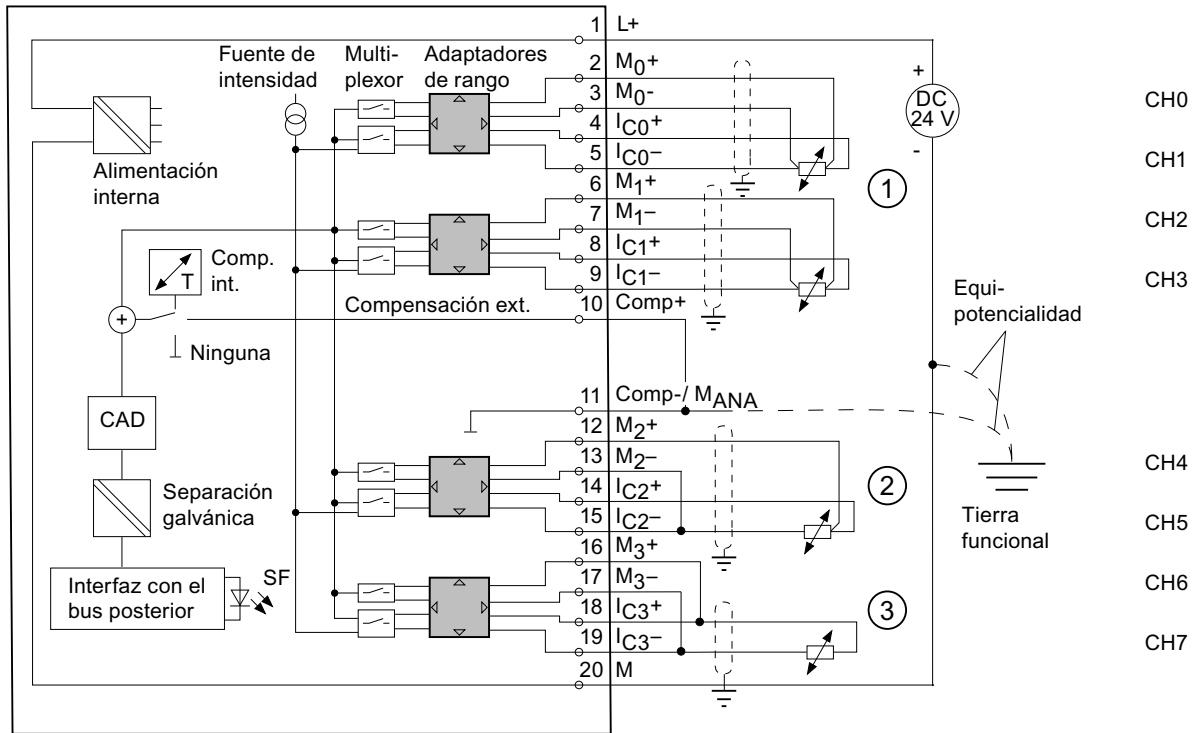 1 L+
Fuente de intensidad
Multi-plexor
Adaptadores de rango
2 M0+
3 M0-
4 IC0+
5 IC0–
6 M1+
7 M1–
8 IC1+
9 IC1–
10 Comp+
+
DC 24 V
-
CH0
CH1
CH2
CH3
1
Alimentación interna
T
Comp. int.
Compensación ext.
+
Ninguna
Equi-potencialidad
11 Comp-/ MANA
12 M2+
13 M2–
14 IC2+
15 IC2–
16 M3+
17 M3–
18 IC3+
19 IC3–
20 M
CAD
Separación galvánica
Interfaz con el bus posterior
SF
2
3
Tierra funcional
CH4
CH5
CH6
CH7